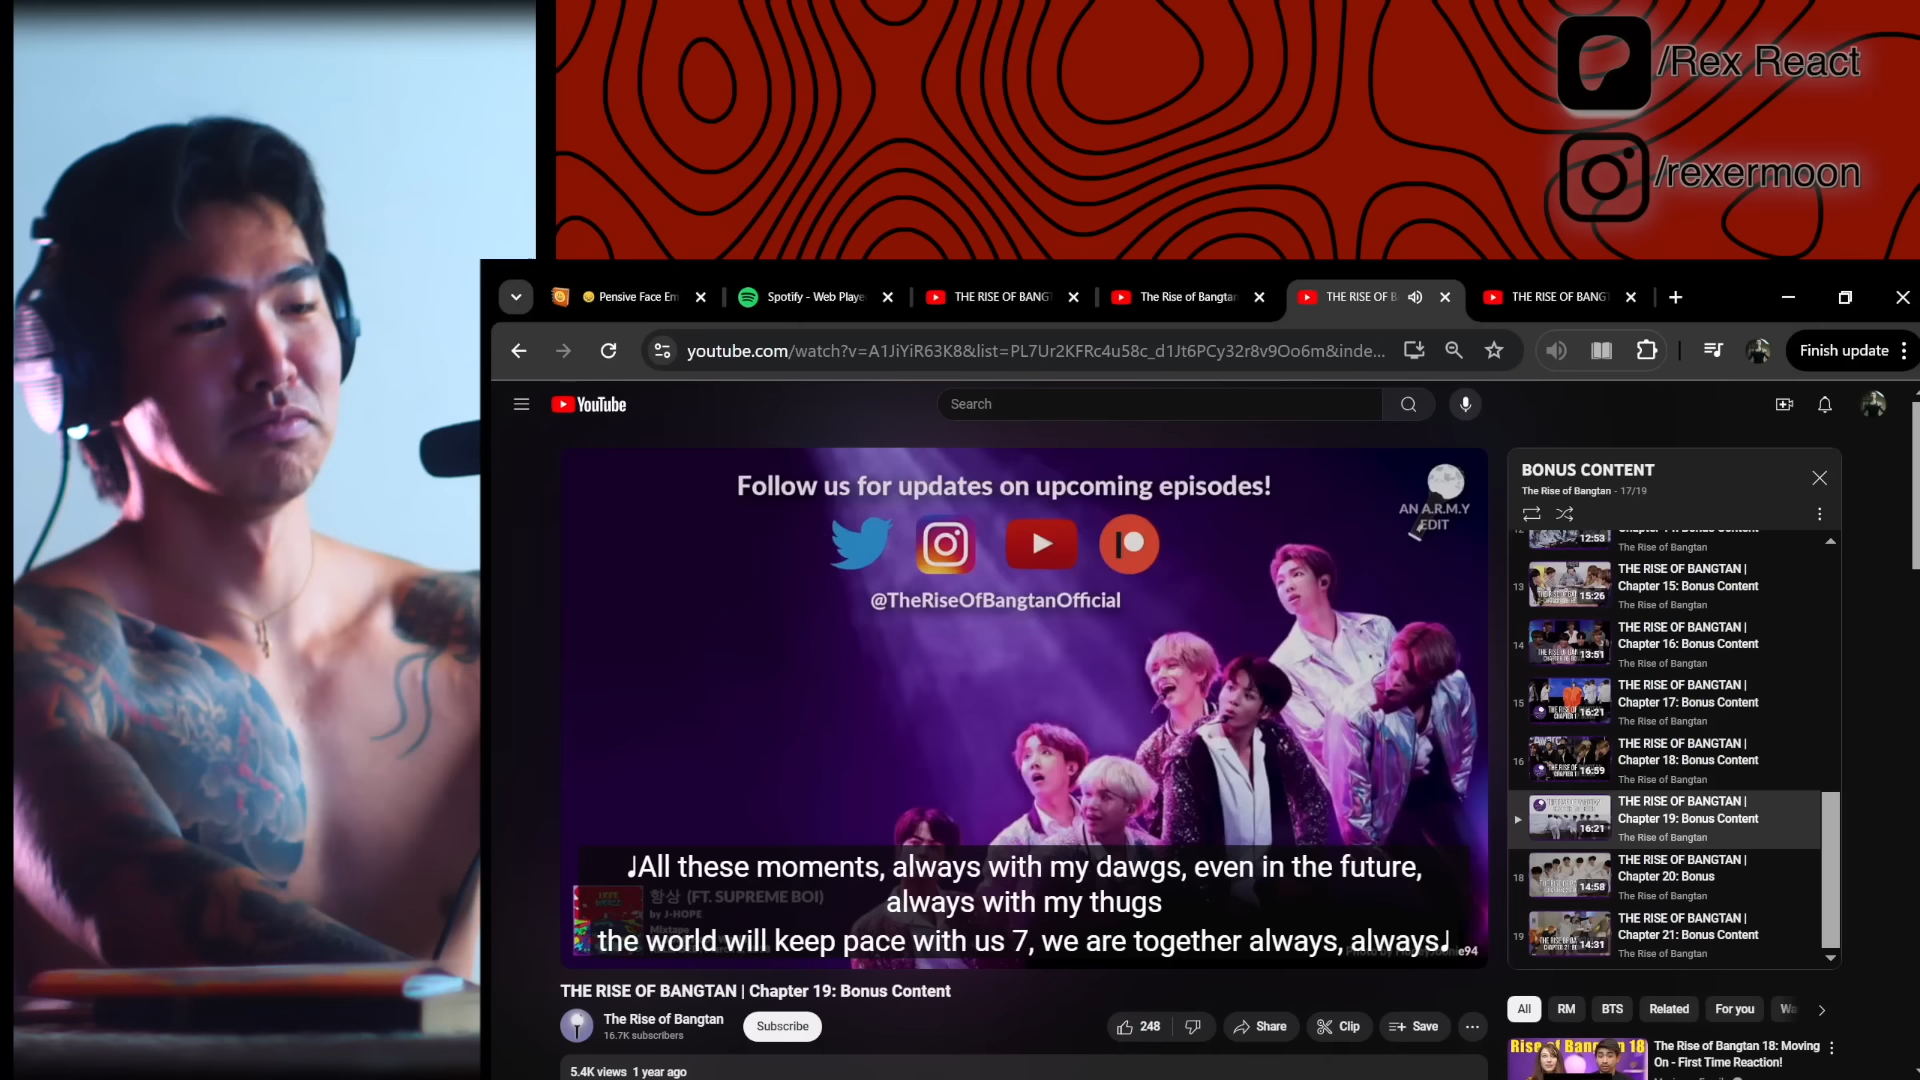 /Rex React
/rexermoon
Pensive Face Em
Spotify - Web Playe
THE RISE OF BANGT
The Rise of Bangtan
THE RISE OF B
THE RISE OF BANGT
youtube.com/watch?v=A1JiYiR63K8&list=PL7Ur2KFRc4u58c_d1Jt6PCy32r8v9Oo6m&inde...
Finish update
YouTube
Search
Follow us for updates on upcoming episodes!
AN A.R.M.Y
EDIT
@TheRiseOfBangtanOfficial
항상 (FT. SUPREME BOI)
by J-HOPE
Mixtape
♩All these moments, always with my dawgs, even in the future,
always with my thugs
the world will keep pace with us 7, we are together always, always♩
THE RISE OF BANGTAN | Chapter 19: Bonus Content
The Rise of Bangtan
16.7K subscribers
Subscribe
248
Share
Clip
Save
5.4K views 1 year ago
BONUS CONTENT
The Rise of Bangtan - 17/19
12:53
The Rise of Bangtan
13
15:26
THE RISE OF BANGTAN |
Chapter 15: Bonus Content
The Rise of Bangtan
14
13:51
THE RISE OF BANGTAN |
Chapter 16: Bonus Content
The Rise of Bangtan
15
16:21
THE RISE OF BANGTAN |
Chapter 17: Bonus Content
The Rise of Bangtan
16
16:59
THE RISE OF BANGTAN |
Chapter 18: Bonus Content
The Rise of Bangtan
16:21
THE RISE OF BANGTAN |
Chapter 19: Bonus Content
The Rise of Bangtan
18
14:58
THE RISE OF BANGTAN |
Chapter 20: Bonus
The Rise of Bangtan
19
14:31
THE RISE OF BANGTAN |
Chapter 21: Bonus Content
The Rise of Bangtan
All
RM
BTS
Related
For you
Wa
The Rise of Bangtan 18: Moving
On - First Time Reaction!